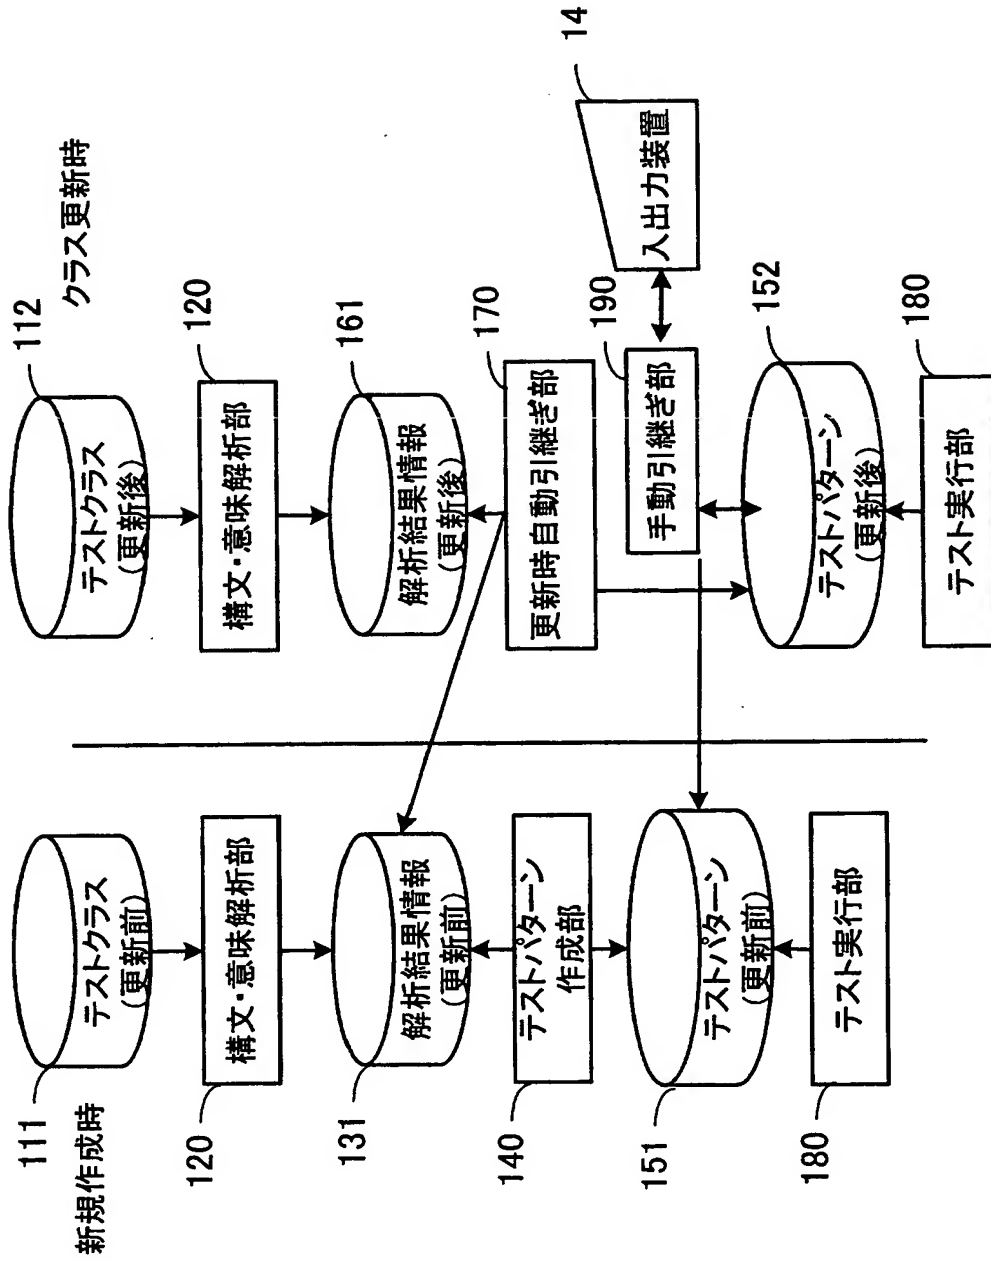 新規作成時
111
テストクラス
(更新前)
120
構文・意味解析部
131
解析結果情報
(更新前)
140
テストパターン
作成部
151
テストパターン
(更新前)
180
テスト実行部
クラス更新時
112
テストクラス
(更新後)
120
構文・意味解析部
161
解析結果情報
(更新後)
170
更新時自動引継ぎ部
190
手動引継ぎ部
14
入出力装置
152
テストパターン
(更新後)
180
テスト実行部